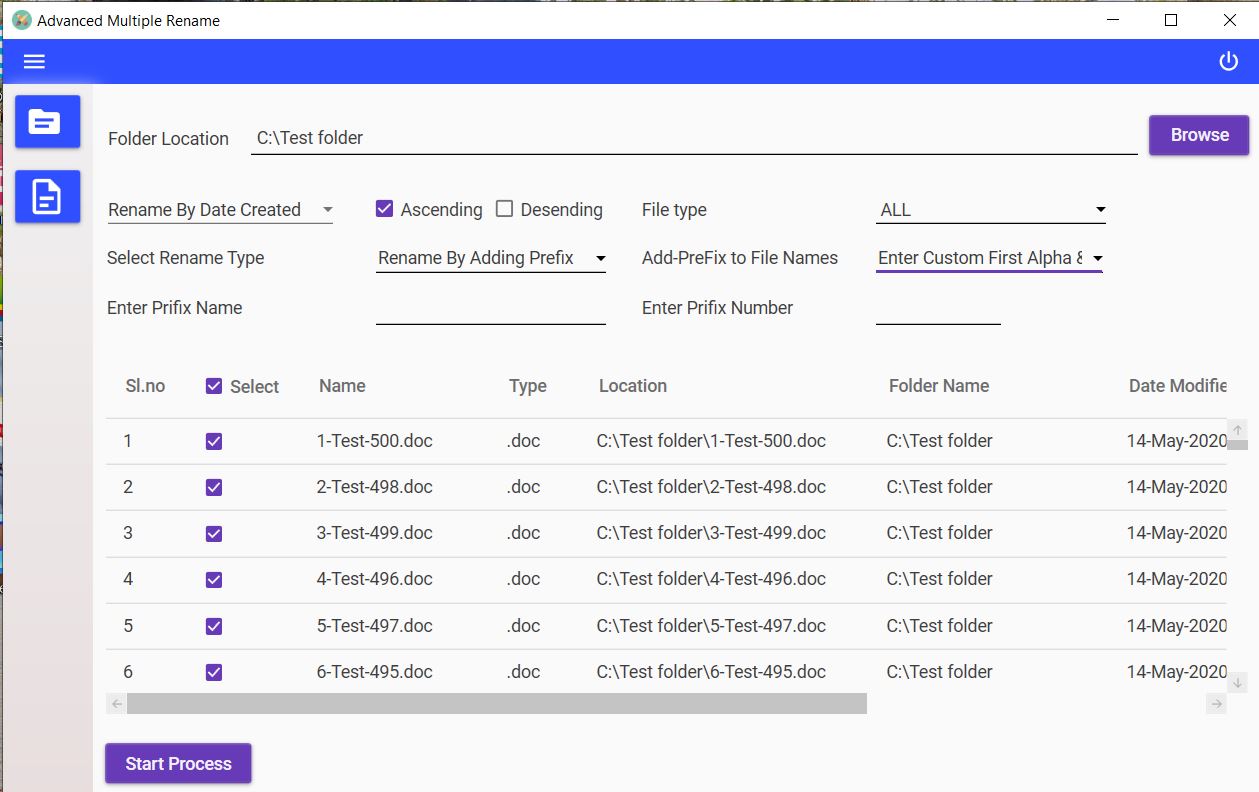 Advanced Multiple Rename
Folder Location C:\Test folder Browse
Rename By Date Created Ascending Desending File type ALL
Select Rename Type Rename By Adding Prefix Add-PreFix to File Names Enter Custom First Alpha &
Enter Prifix Name Enter Prifix Number
Sl.no Select Name Type Location Folder Name Date Modifie
1 1-Test-500.doc .doc C:\Test folder\1-Test-500.doc C:\Test folder 14-May-2020
2 2-Test-498.doc .doc C:\Test folder\2-Test-498.doc C:\Test folder 14-May-2020
3 3-Test-499.doc .doc C:\Test folder\3-Test-499.doc C:\Test folder 14-May-2020
4 4-Test-496.doc .doc C:\Test folder\4-Test-496.doc C:\Test folder 14-May-2020
5 5-Test-497.doc .doc C:\Test folder\5-Test-497.doc C:\Test folder 14-May-2020
6 6-Test-495.doc .doc C:\Test folder\6-Test-495.doc C:\Test folder 14-May-2020
Start Process